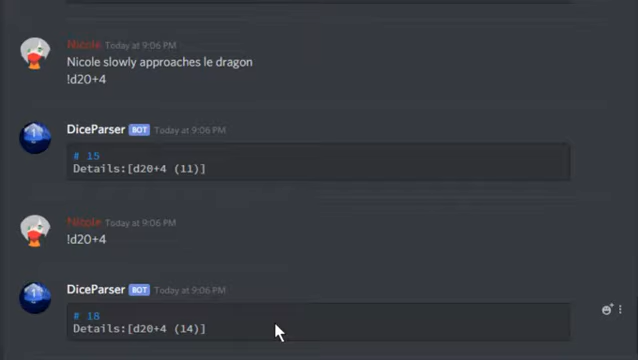 Nicole Today at 9:06 PM
Nicole slowly approaches le dragon
!d20+4
DiceParser BOT Today at 9:06 PM
# 15
Details:[d20+4 (11)]
Nicole Today at 9:06 PM
!d20+4
DiceParser BOT Today at 9:06 PM
# 18
Details:[d20+4 (14)]